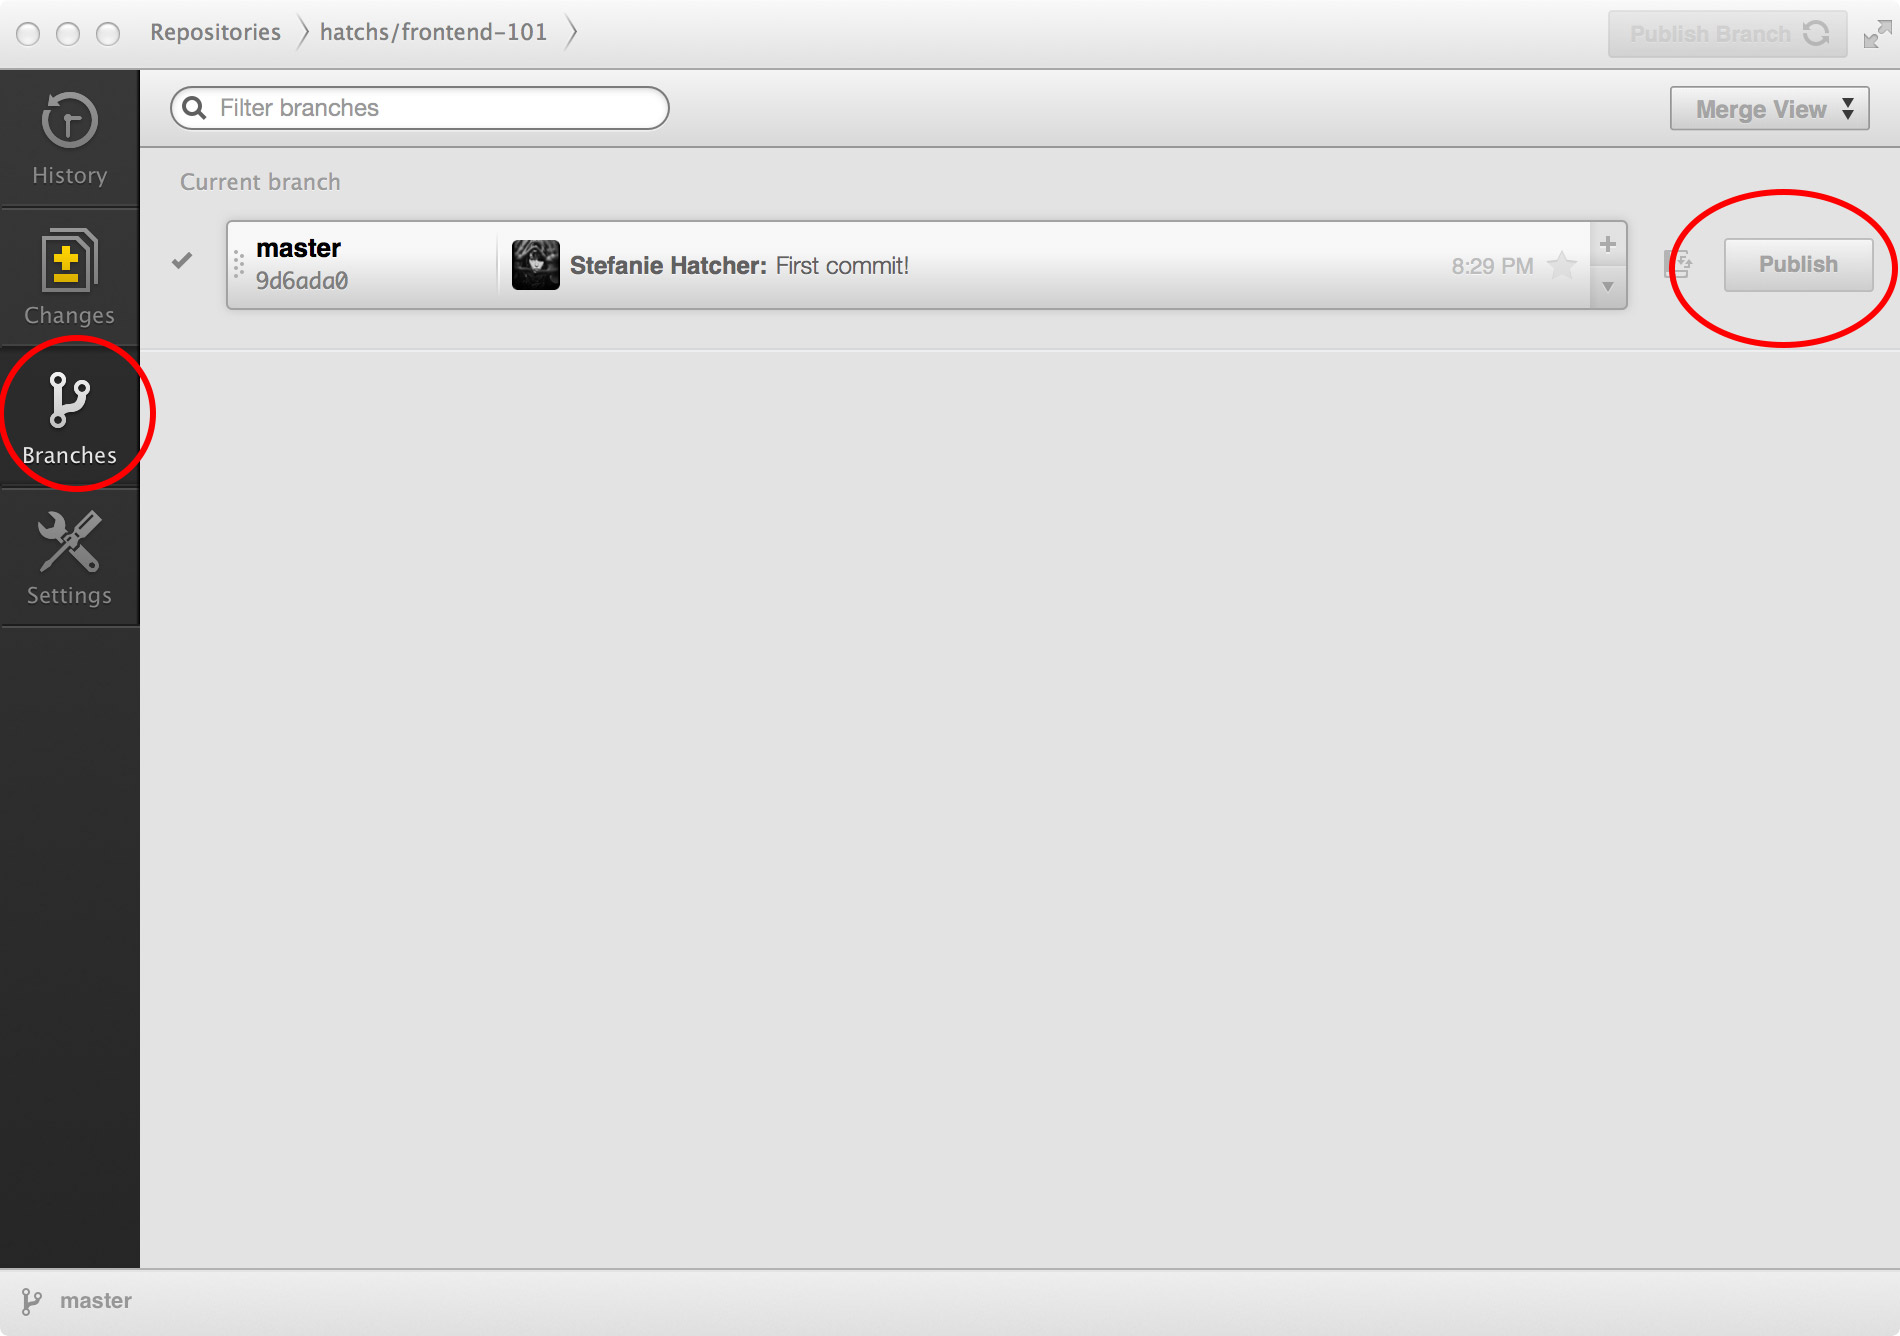 Repositories hatchs/frontend-101 Publish Branch
Filter branches Merge View
History
Current branch
master
9d6ada0
Stefanie Hatcher: First commit! 8:29 PM
Publish
Changes
Branches
Settings
master